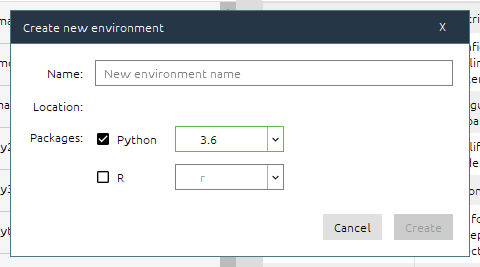 Create new environment X
Name: New environment name
Location:
Packages: Python 3.6
R r
Cancel Create